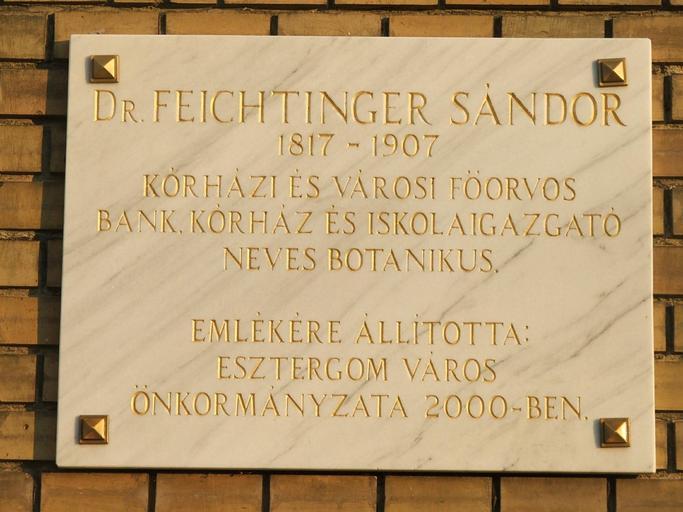 DR. FEICHTINGER SÁNDOR
1817 - 1907
KÓRHÁZI ÉS VÁROSI FÖORVOS
BANK, KÓRHÁZ ÉS ISKOLAIGAZGATÓ
NEVES BOTANIKUS.
EMLÉKÉRE ÁLLÍTOTTA:
ESZTERGOM VÁROS
ÖNKORMÁNYZATA 2000-BEN.